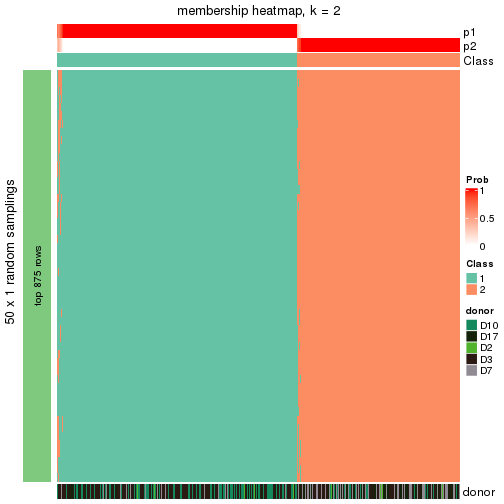 membership heatmap, k = 2
p1
p2
Class
50 x 1 random samplings
top 875 rows
Prob
1
0.5
0
Class
1
2
donor
D10
D17
D2
D3
D7
donor